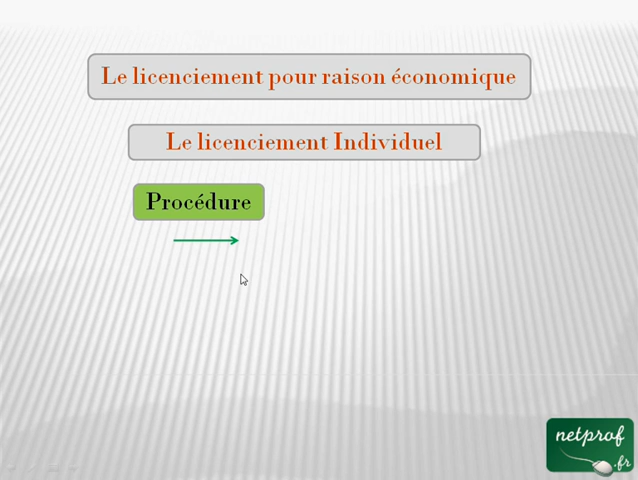 Le licenciement pour raison économique
Le licenciement Individuel
Procédure
netprof
.fr